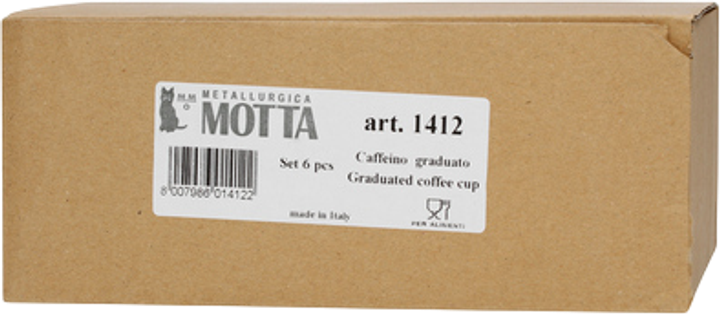 M M
METALLURGICA
MOTTA
art. 1412
Set 6 pcs
Caffeino graduato
Graduated coffee cup
8 007986 014122
made in Italy
PER ALIMENTI